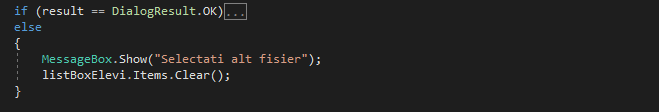 if (result == DialogResult.OK)...
else
{
    MessageBox.Show("Selectati alt fisier");
    listBoxElevi.Items.Clear();
}